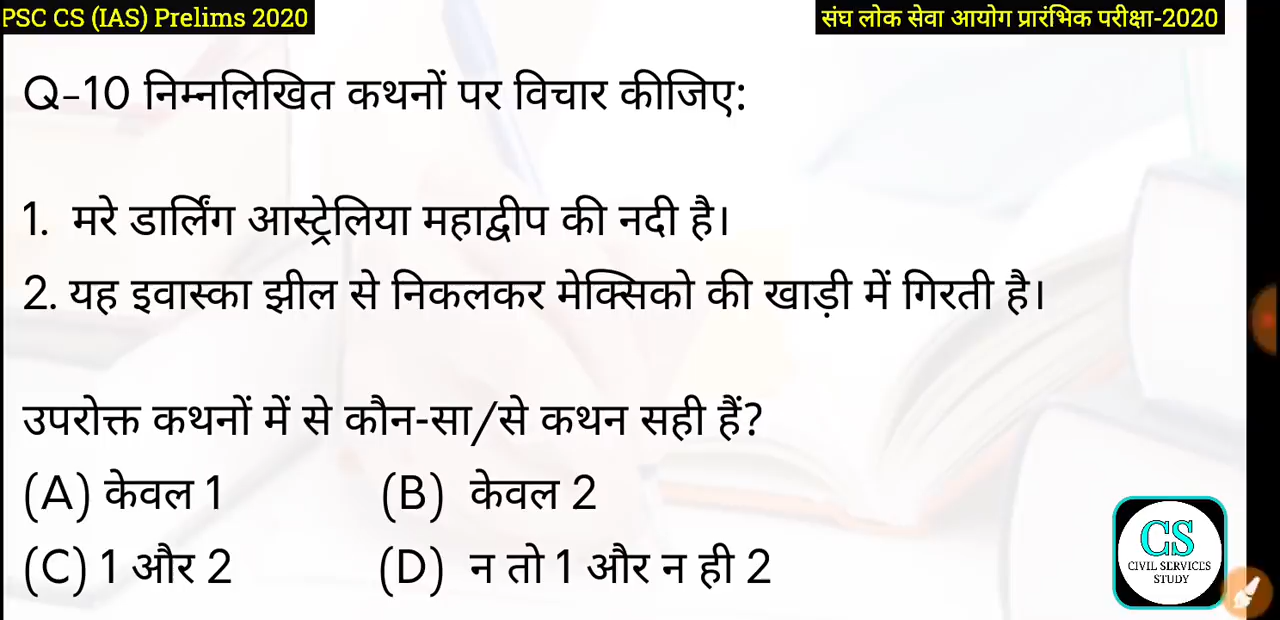 PSC CS (IAS) Prelims 2020
संघ लोक सेवा आयोग प्रारंभिक परीक्षा-2020
Q-10 निम्नलिखित कथनों पर विचार कीजिए:
1. मरे डार्लिंग आस्ट्रेलिया महाद्वीप की नदी है।
2. यह इवास्का झील से निकलकर मेक्सिको की खाड़ी में गिरती है।
उपरोक्त कथनों में से कौन-सा/से कथन सही हैं?
(A) केवल 1 (B) केवल 2
(C) 1 और 2 (D) न तो 1 और न ही 2
CS
CIVIL SERVICES
STUDY